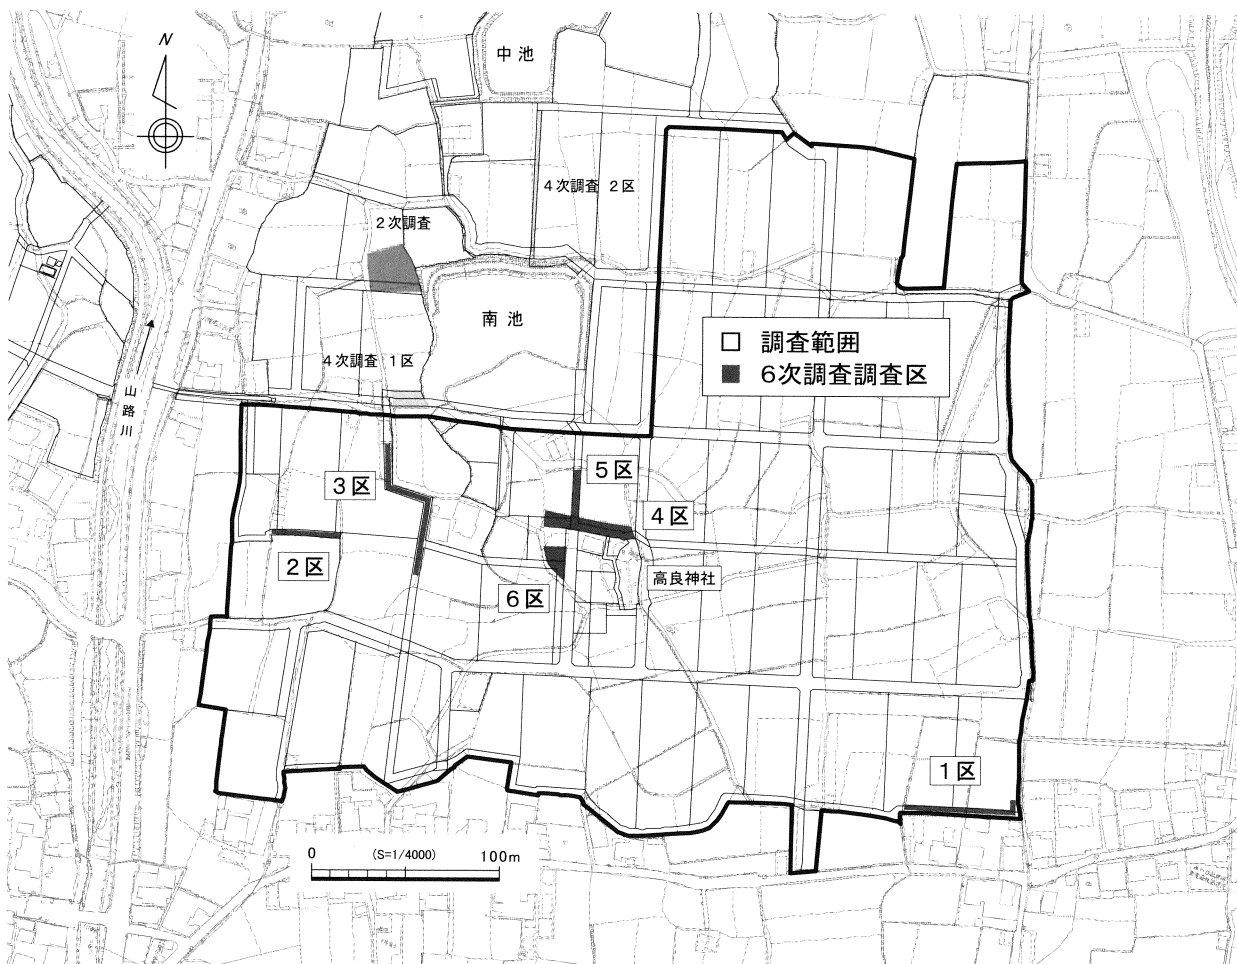 N
中池
4次調査 2区
2次調査
南池
調査範囲
6次調査調査区
4次調査 1区
山路川
5区
3区
4区
2区
高良神社
6区
1区
0 (S=1/4000) 100m